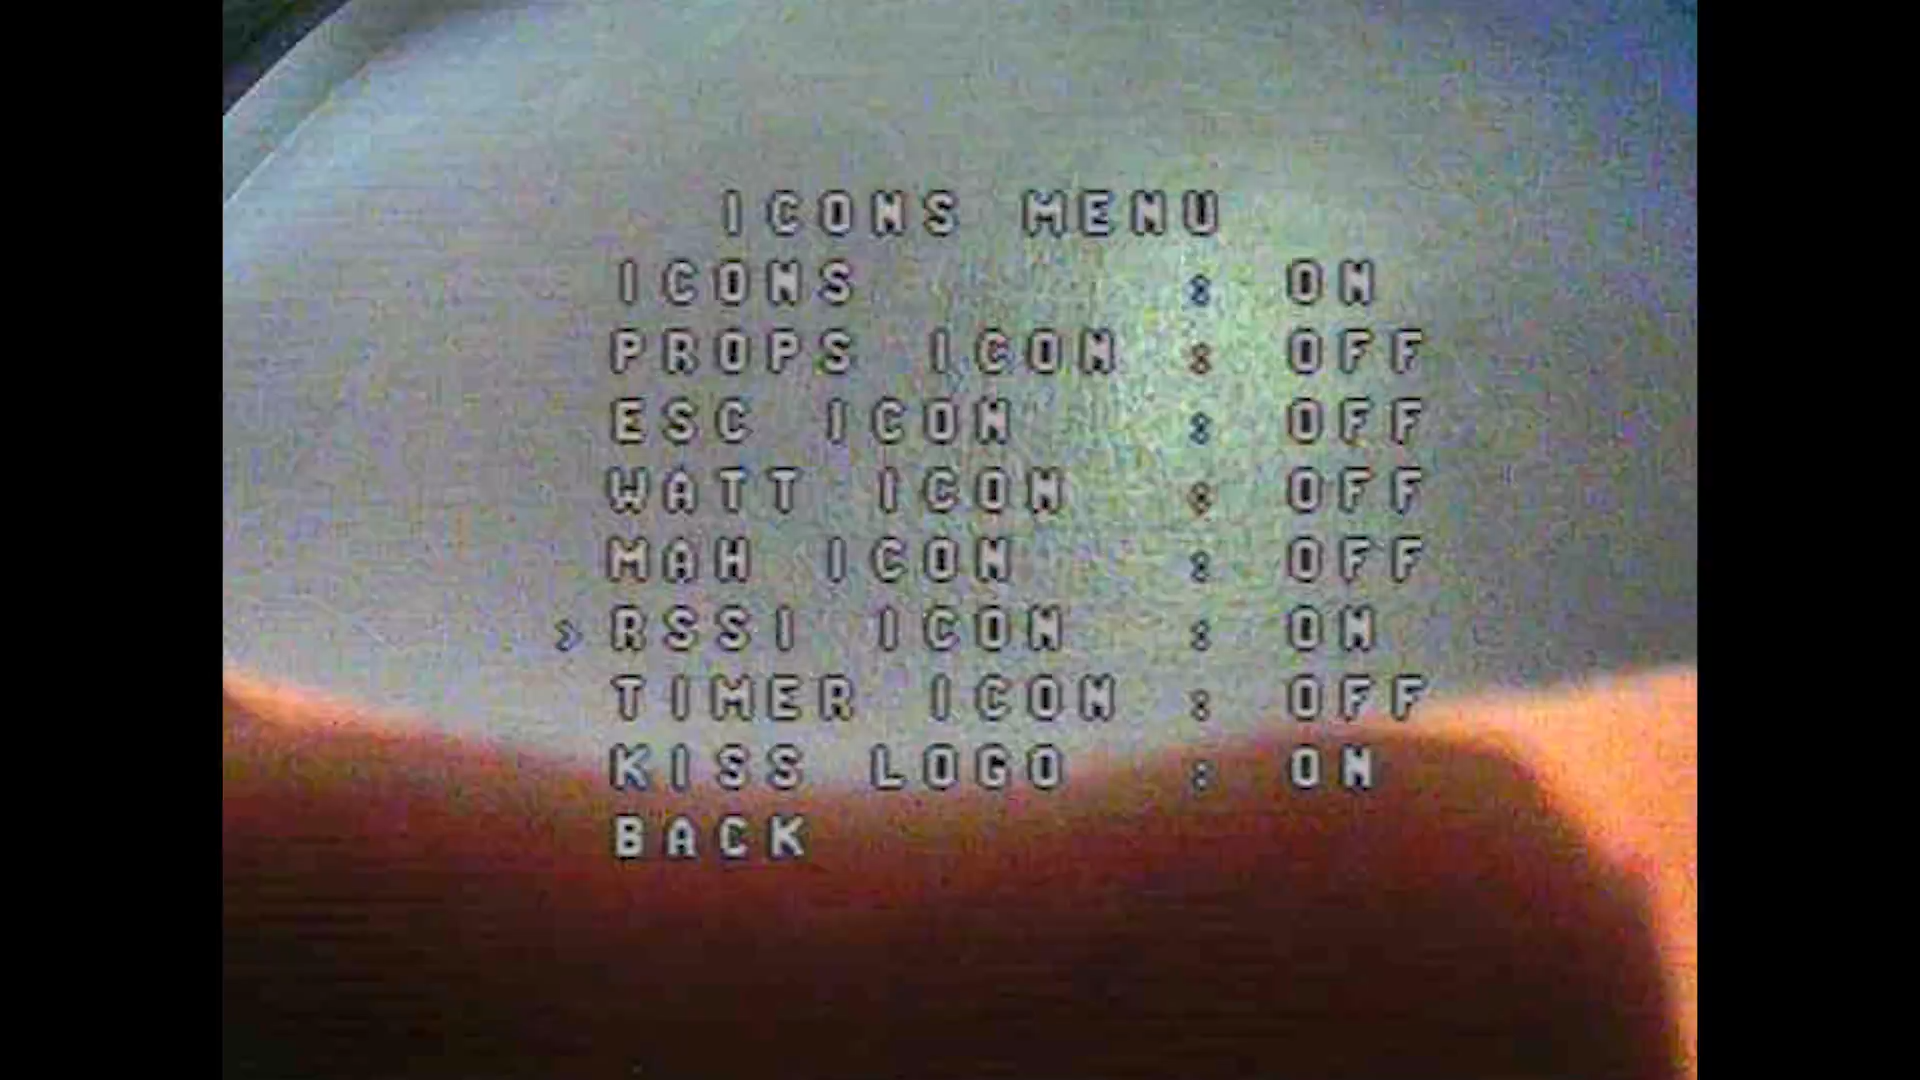 ICONS MENU
ICONS : ON
PROPS ICON : OFF
ESC ICON : OFF
WATT ICON : OFF
MAH ICON : OFF
> RSSI ICON : ON
TIMER ICON : OFF
KISS LOGO : ON
BACK